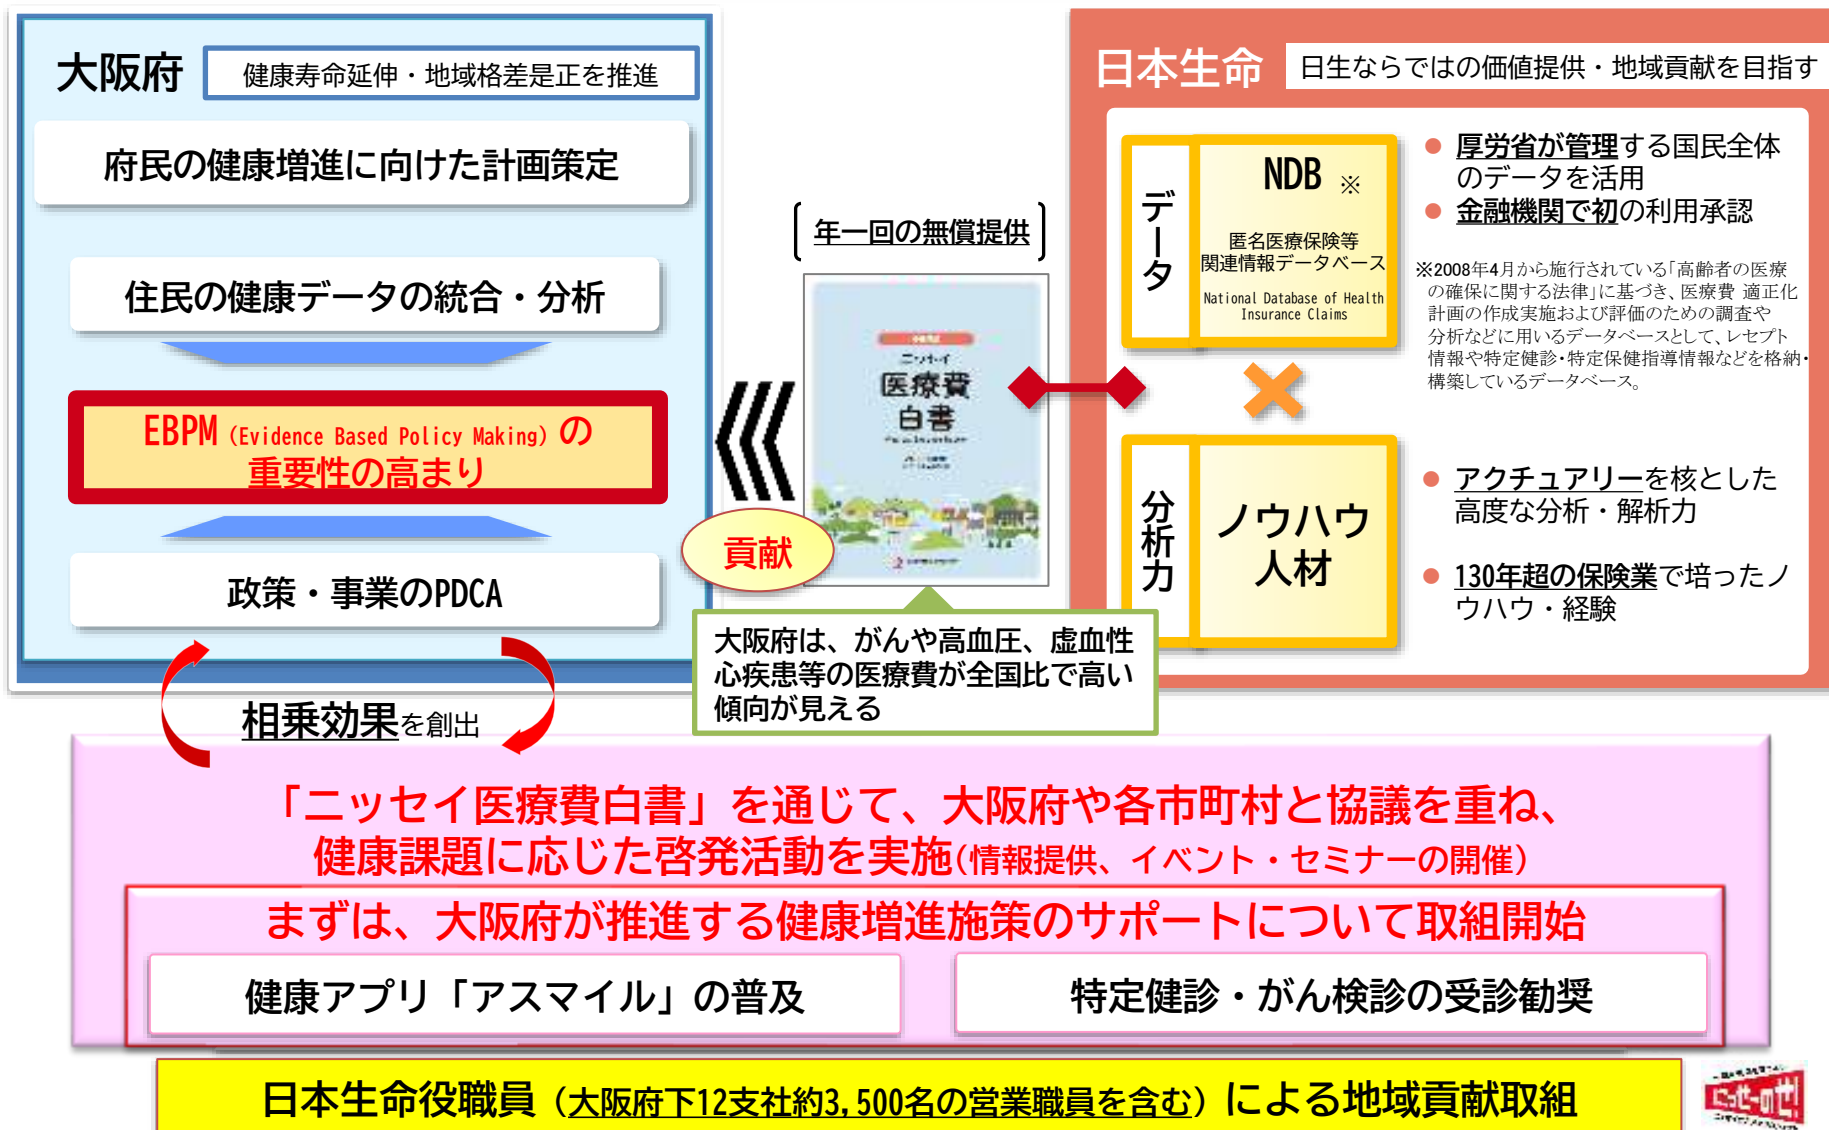 大阪府
健康寿命延伸・地域格差是正を推進
府民の健康増進に向けた計画策定
住民の健康データの統合・分析
EBPM（Evidence Based Policy Making）の
重要性の高まり
政策・事業のPDCA
年一回の無償提供
ニッセイ
医療費
白書
貢献
大阪府は、がんや高血圧、虚血性
心疾患等の医療費が全国比で高い
傾向が見える
日本生命
日生ならではの価値提供・地域貢献を目指す
データ
NDB ※
匿名医療保険等
関連情報データベース
National Database of Health
Insurance Claims
● 厚労省が管理する国民全体
のデータを活用
● 金融機関で初の利用承認
※2008年4月から施行されている「高齢者の医療
の確保に関する法律」に基づき、医療費 適正化
計画の作成実施および評価のための調査や
分析などに用いるデータベースとして、レセプト
情報や特定健診・特定保健指導情報などを格納・
構築しているデータベース。
分析力
ノウハウ
人材
● アクチュアリーを核とした
高度な分析・解析力
● 130年超の保険業で培ったノ
ウハウ・経験
相乗効果を創出
「ニッセイ医療費白書」を通じて、大阪府や各市町村と協議を重ね、
健康課題に応じた啓発活動を実施(情報提供、イベント・セミナーの開催)
まずは、大阪府が推進する健康増進施策のサポートについて取組開始
健康アプリ「アスマイル」の普及
特定健診・がん検診の受診勧奨
日本生命役職員（大阪府下12支社約3,500名の営業職員を含む）による地域貢献取組